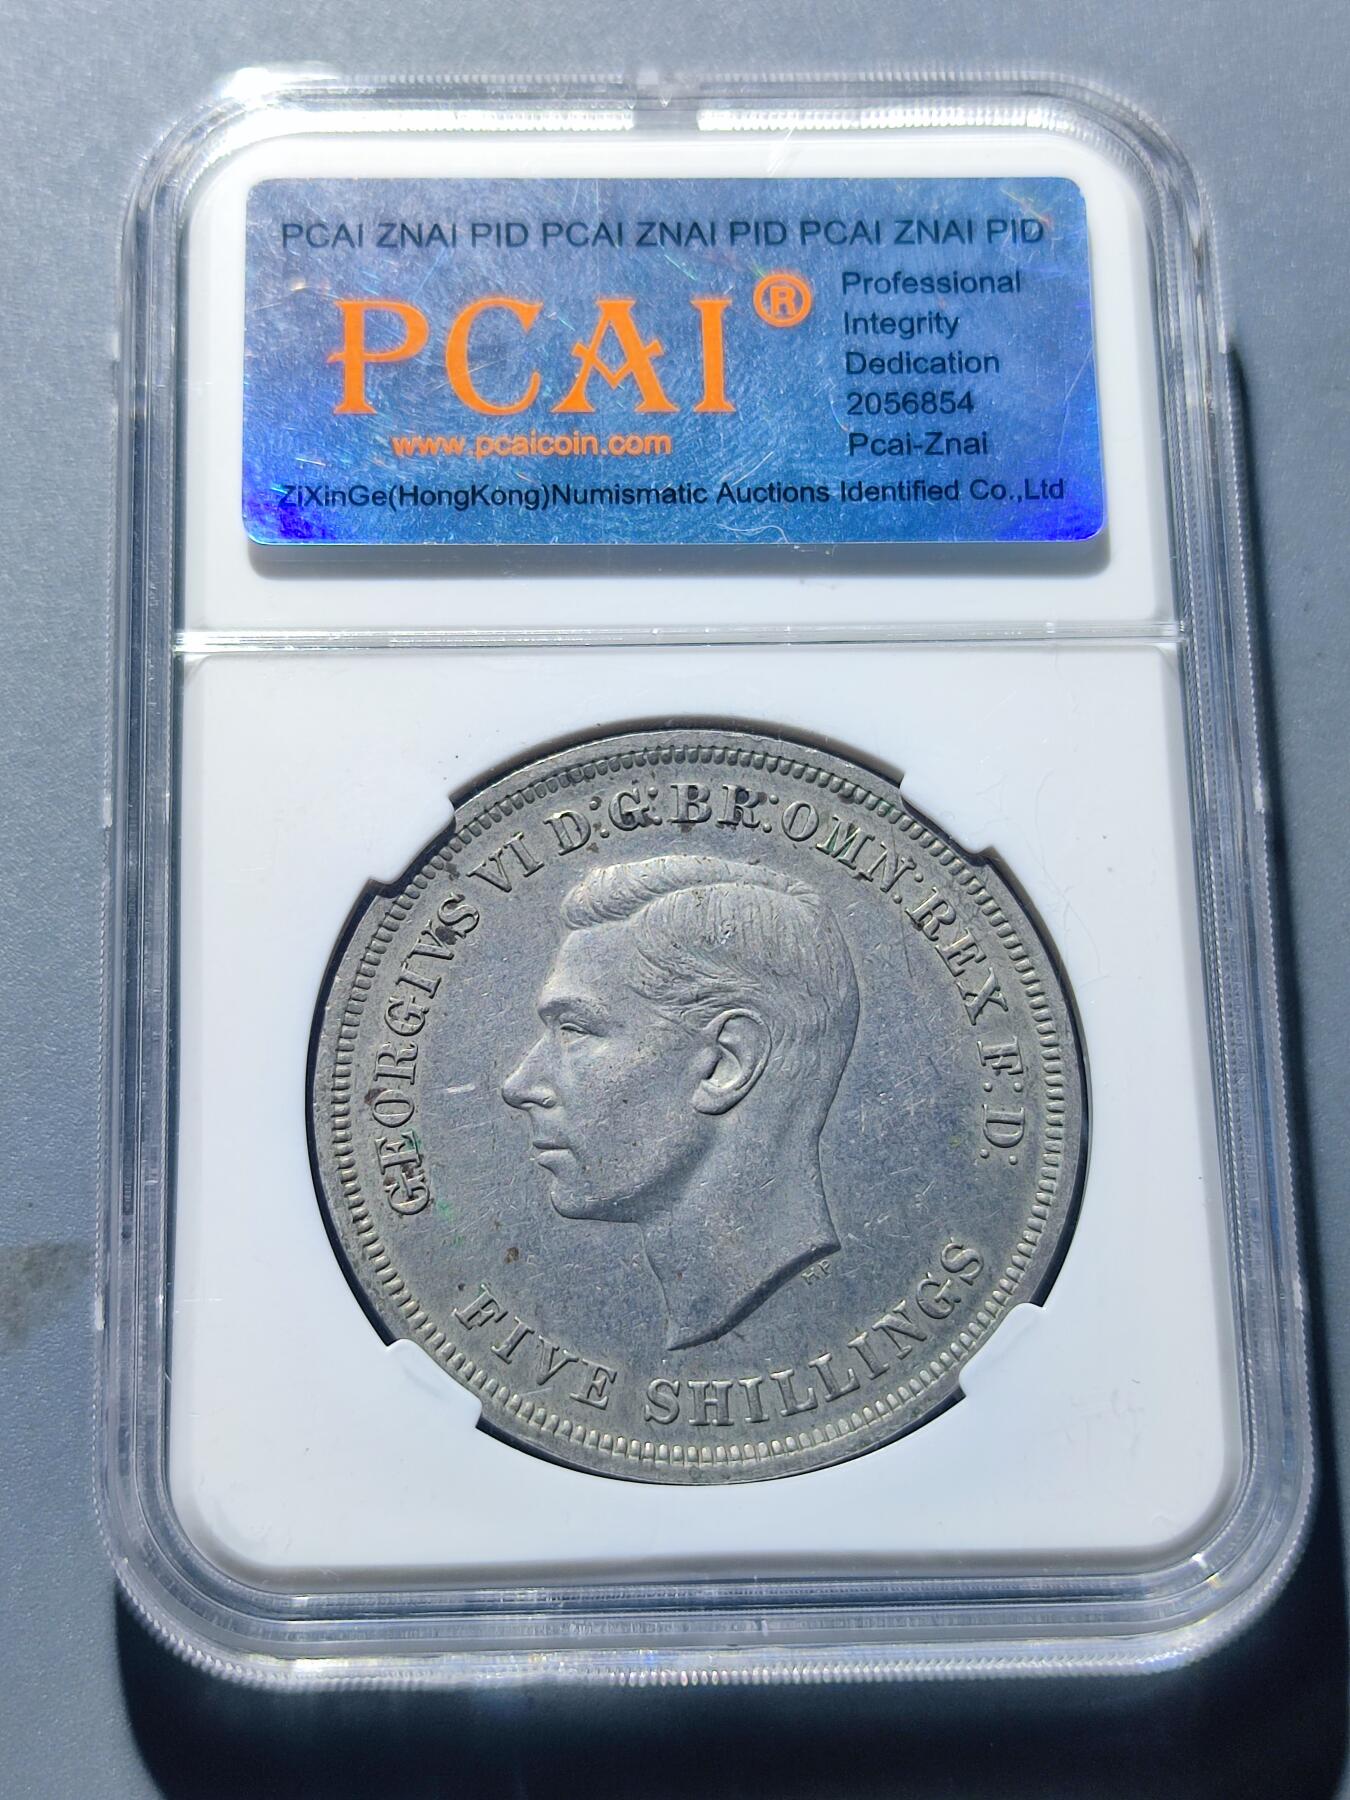 PCAI ZNAI PID PCAI ZNAI PID PCAI ZNAI PID
PCAI®
www.pcaicoin.com
Professional
Integrity
Dedication
2056854
Pcai-Znai
ZiXinGe(HongKong)Numismatic Auctions Identified Co.,Ltd
GEORGIVS VI D:G:BR:OMN:REX F:D:
HP
FIVE SHILLINGS